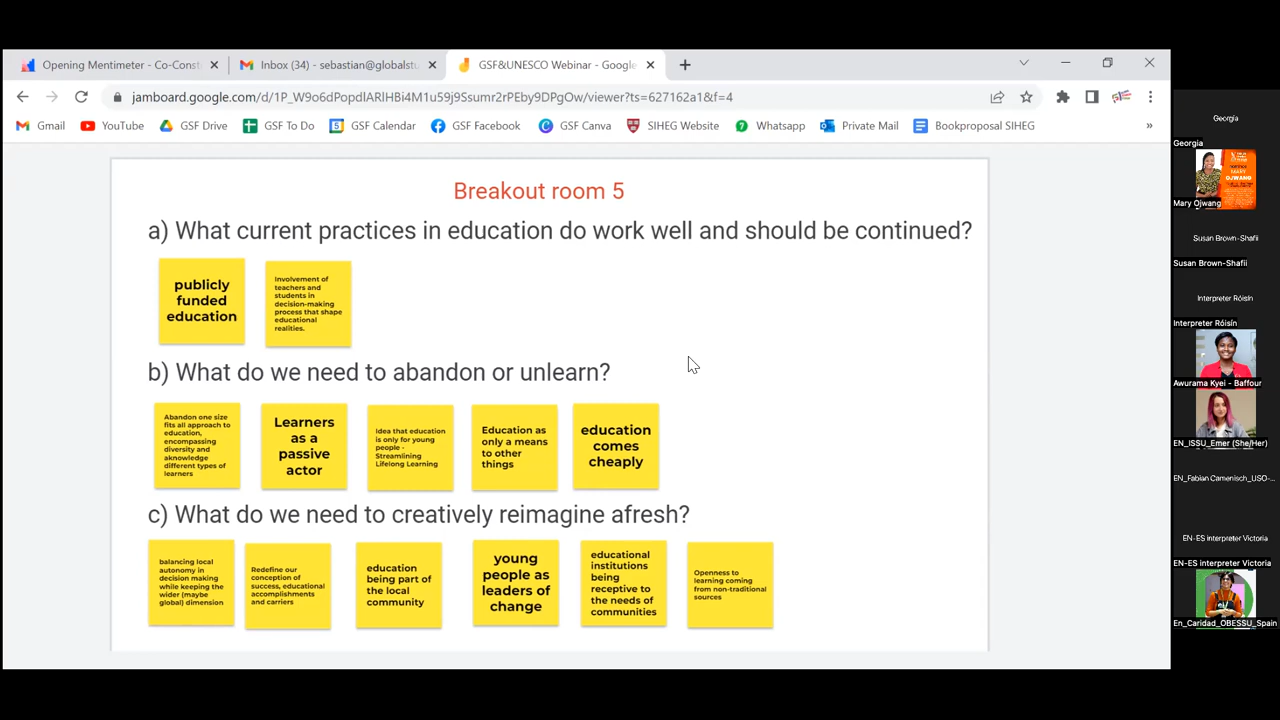 Opening Mentimeter - Co-Const
Inbox (34) - sebastian@globalstu
GSF&UNESCO Webinar - Google
jamboard.google.com/d/1P_W9o6dPopdIARlHBi4M1u59j9Ssumr2rPEby9DPgOw/viewer?ts=627162a1&f=4
Gmail YouTube GSF Drive GSF To Do GSF Calendar GSF Facebook GSF Canva SIHEG Website Whatsapp Private Mail Bookproposal SIHEG »
Breakout room 5
a) What current practices in education do work well and should be continued?
publicly
funded
education
Involvement of
teachers and
students in
decision-making
process that shape
educational
realities.
b) What do we need to abandon or unlearn?
Abandon one size
fits all approach to
education,
encompassing
diversity and
aknowledge
different types of
learners
Learners
as a
passive
actor
Idea that education
is only for young
people -
Streamlining
Lifelong Learning
Education as
only a means
to other
things
education
comes
cheaply
c) What do we need to creatively reimagine afresh?
balancing local
autonomy in
decision making
while keeping the
wider (maybe
global) dimension
Redefine our
conception of
success, educational
accomplishments
and carriers
education
being part of
the local
community
young
people as
leaders of
change
educational
institutions
being
receptive to
the needs of
communities
Openness to
learning coming
from non-traditional
sources
Georgia
Georgia
MARY
OJWANG
Mary Ojwang
Susan Brown-Shafii
Susan Brown-Shafii
Interpreter Róisín
Interpreter Róisín
Awurama Kyei - Baffour
EN_ISSU_Emer (She/Her)
EN_Fabian Camenisch_USO-...
EN-ES interpreter Victoria
EN-ES interpreter Victoria
En_Caridad_OBESSU_Spain